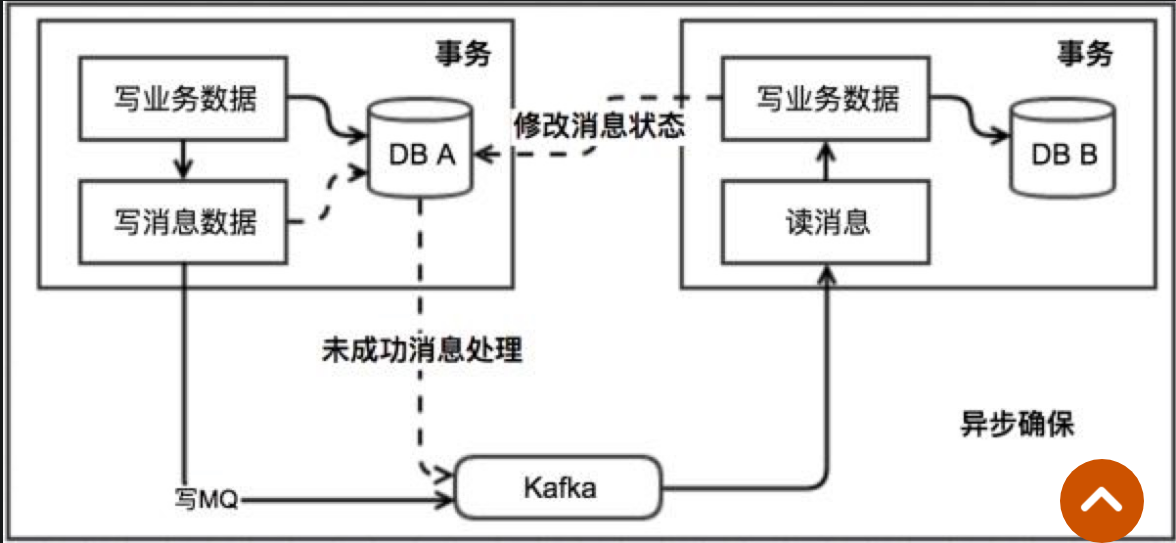 事务
写业务数据
DB A
写消息数据
修改消息状态
事务
写业务数据
DB B
读消息
未成功消息处理
异步确保
写MQ
Kafka